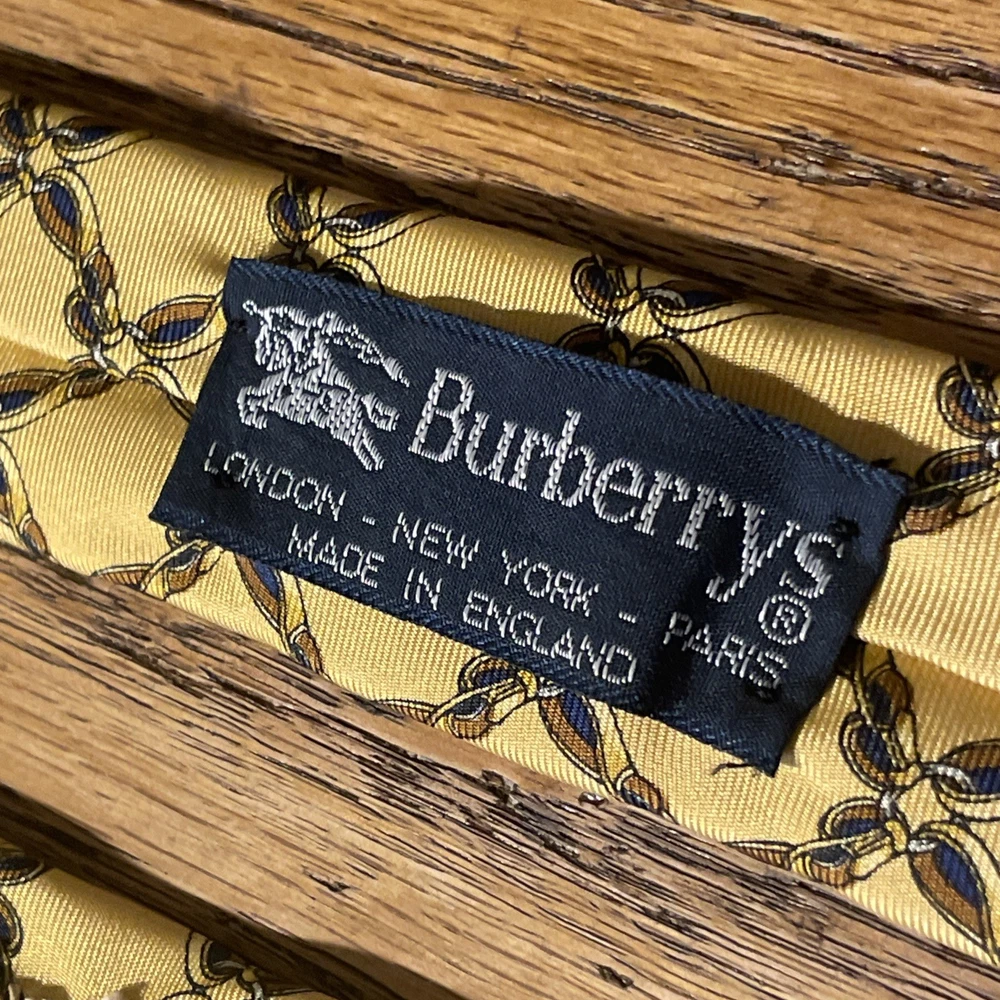 Burberrys®
LONDON - NEW YORK - PARIS
MADE IN ENGLAND